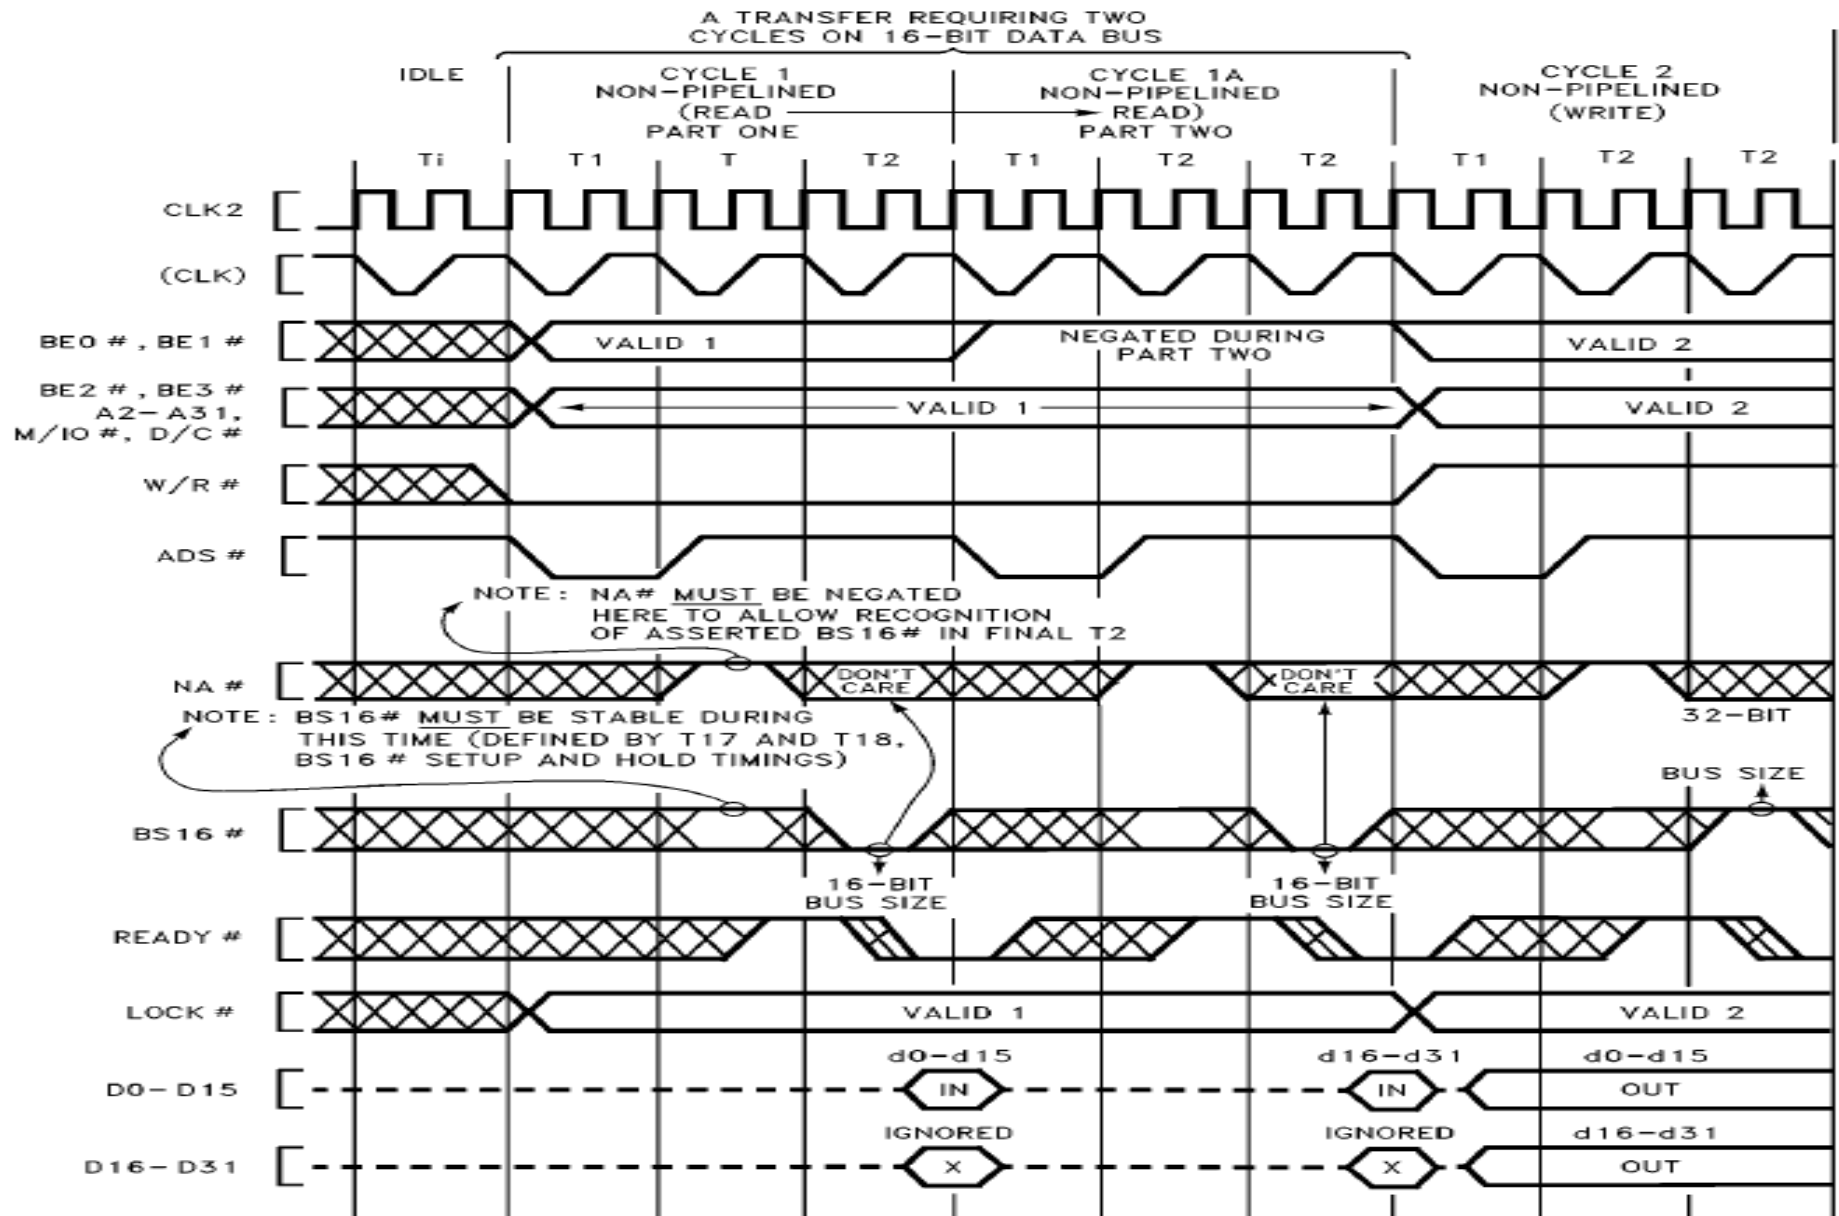 A TRANSFER REQUIRING TWO
CYCLES ON 16-BIT DATA BUS
IDLE
CYCLE 1
NON-PIPELINED
(READ
PART ONE
CYCLE 1A
NON-PIPELINED
READ)
PART TWO
CYCLE 2
NON-PIPELINED
(WRITE)
Ti T1 T T2 T1 T2 T2 T1 T2 T2
CLK2
(CLK)
BE0 #, BE1 #
VALID 1
NEGATED DURING
PART TWO
VALID 2
BE2 #, BE3 #
A2-A31,
M/IO #, D/C #
VALID 1
VALID 2
W/R #
ADS #
NOTE: NA# MUST BE NEGATED
HERE TO ALLOW RECOGNITION
OF ASSERTED BS16# IN FINAL T2
NA #
DON'T
CARE
DON'T
CARE
NOTE: BS16# MUST BE STABLE DURING
THIS TIME (DEFINED BY T17 AND T18,
BS16 # SETUP AND HOLD TIMINGS)
32-BIT
BUS SIZE
BS16 #
16-BIT
BUS SIZE
16-BIT
BUS SIZE
READY #
LOCK #
VALID 1
VALID 2
d0-d15 d16-d31 d0-d15
D0-D15
IN IN OUT
IGNORED IGNORED d16-d31
D16-D31
X X OUT